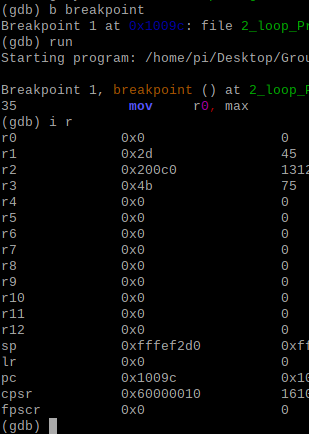 (gdb) b breakpoint
Breakpoint 1 at 0x1009c: file 2_loop_Pr
(gdb) run
Starting program: /home/pi/Desktop/Grou
Breakpoint 1, breakpoint () at 2_loop_P
35 mov r0, max
(gdb) i r
r0 0x0 0
r1 0x2d 45
r2 0x200c0 1312
r3 0x4b 75
r4 0x0 0
r5 0x0 0
r6 0x0 0
r7 0x0 0
r8 0x0 0
r9 0x0 0
r10 0x0 0
r11 0x0 0
r12 0x0 0
sp 0xfffef2d0 0xff
lr 0x0 0
pc 0x1009c 0x10
cpsr 0x60000010 1610
fpscr 0x0 0
(gdb)